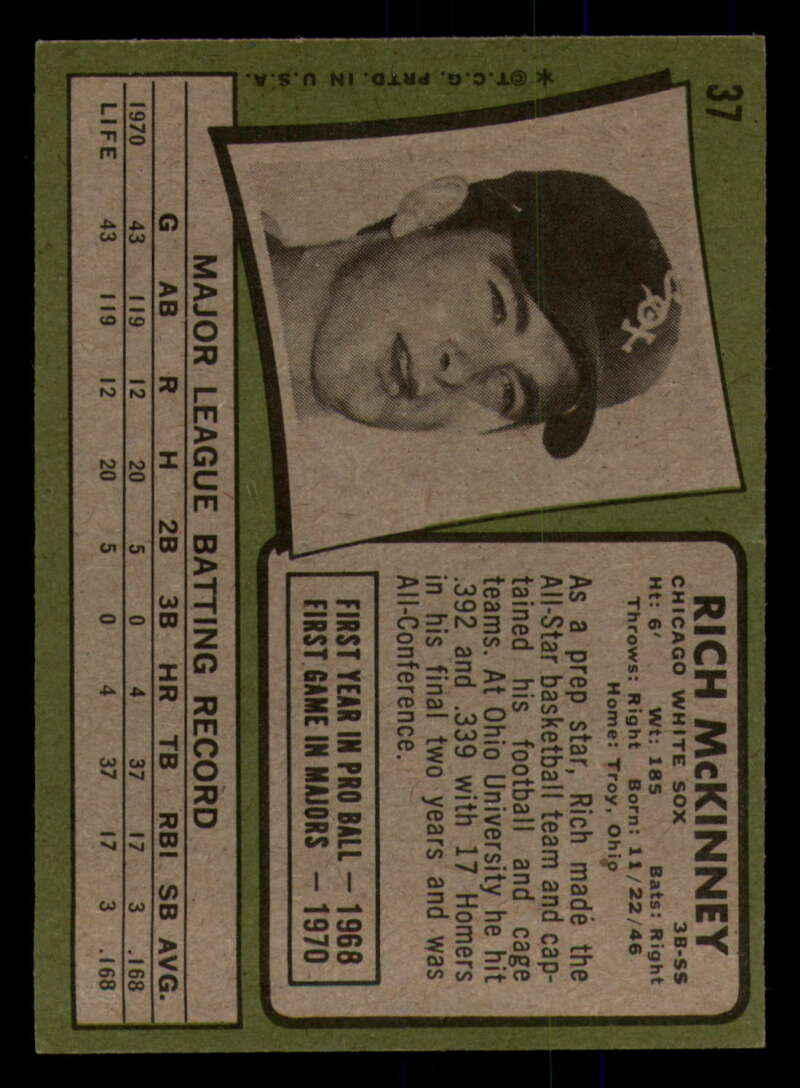 37
*©T.C.G. PRTD. IN U.S.A.
RICH McKINNEY
CHICAGO WHITE SOX 3B-SS
Ht: 6' Wt: 185 Bats: Right
Throws: Right Born: 11/22/46
Home: Troy, Ohio
As a prep star, Rich made the
All-Star basketball team and cap-
tained his football and cage
teams. At Ohio University he hit
.392 and .339 with 17 Homers
in his final two years and was
All-Conference.
FIRST YEAR IN PRO BALL — 1968
FIRST GAME IN MAJORS — 1970
MAJOR LEAGUE BATTING RECORD
G AB R H 2B 3B HR TB RBI SB AVG.
1970 43 119 12 20 5 0 4 37 17 3 .168
LIFE 43 119 12 20 5 0 4 37 17 3 .168